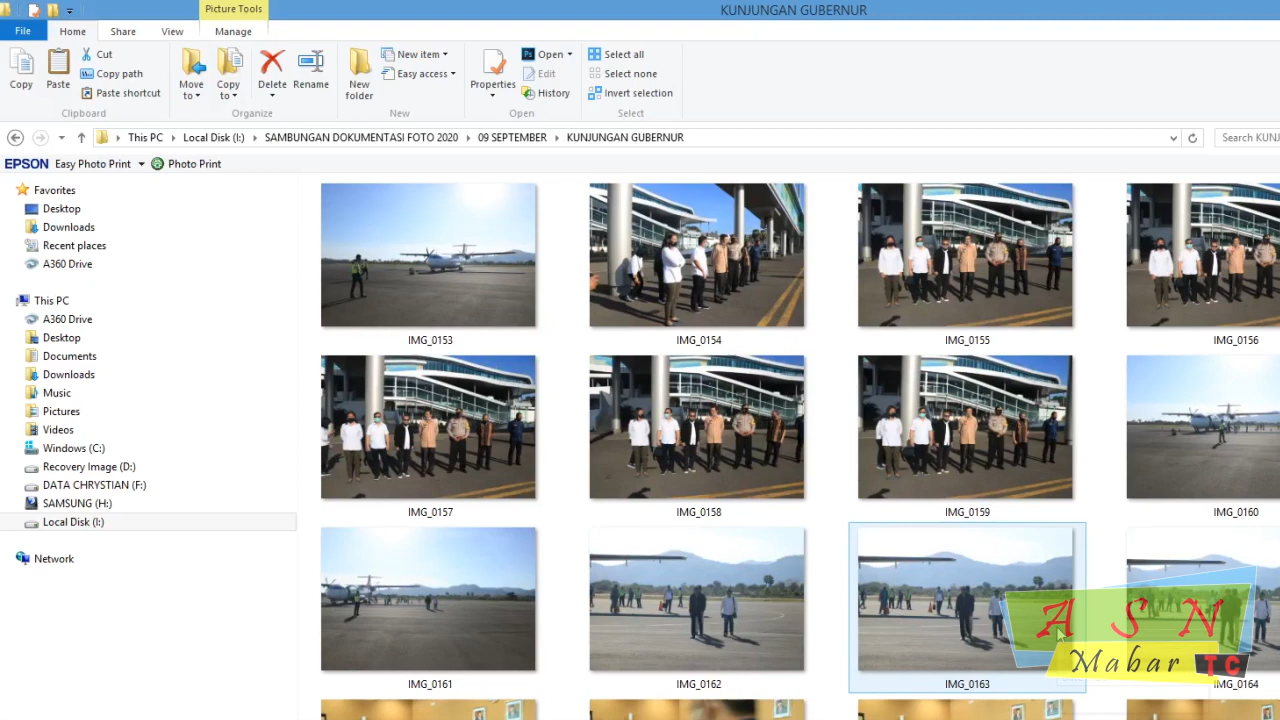 Picture Tools
KUNJUNGAN GUBERNUR
File Home Share View Manage
Copy
Paste
Cut
Copy path
Paste shortcut
Clipboard
Move to
Copy to
Delete
Rename
Organize
New folder
New item
Easy access
New
Properties
Open
Edit
History
Open
Select all
Select none
Invert selection
Select
This PC Local Disk (I:) SAMBUNGAN DOKUMENTASI FOTO 2020 09 SEPTEMBER KUNJUNGAN GUBERNUR
Search KUNJ
EPSON Easy Photo Print Photo Print
Favorites
Desktop
Downloads
Recent places
A360 Drive
This PC
A360 Drive
Desktop
Documents
Downloads
Music
Pictures
Videos
Windows (C:)
Recovery Image (D:)
DATA CHRYSTIAN (F:)
SAMSUNG (H:)
Local Disk (I:)
Network
IMG_0153 IMG_0154 IMG_0155 IMG_0156
IMG_0157 IMG_0158 IMG_0159 IMG_0160
IMG_0161 IMG_0162 IMG_0163 IMG_0164
A S N
Mabar TC